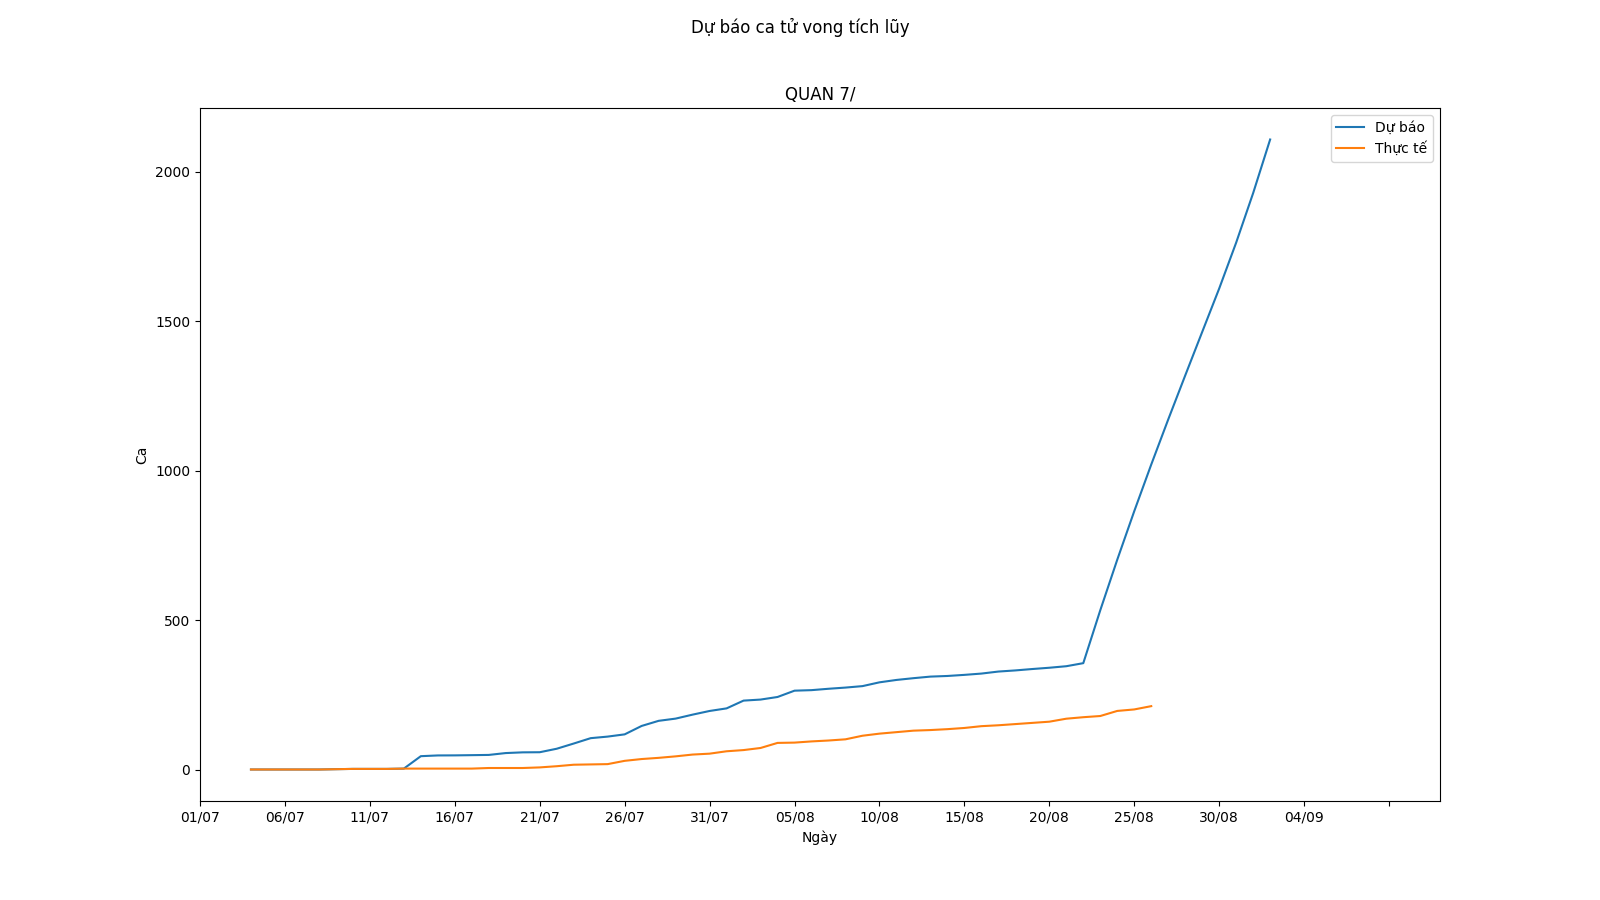 Dự báo ca tử vong tích lũy
QUAN 7/
Dự báo
Thực tế
2000
1500
1000
500
0
Ca
01/07 06/07 11/07 16/07 21/07 26/07 31/07 05/08 10/08 15/08 20/08 25/08 30/08 04/09
Ngày